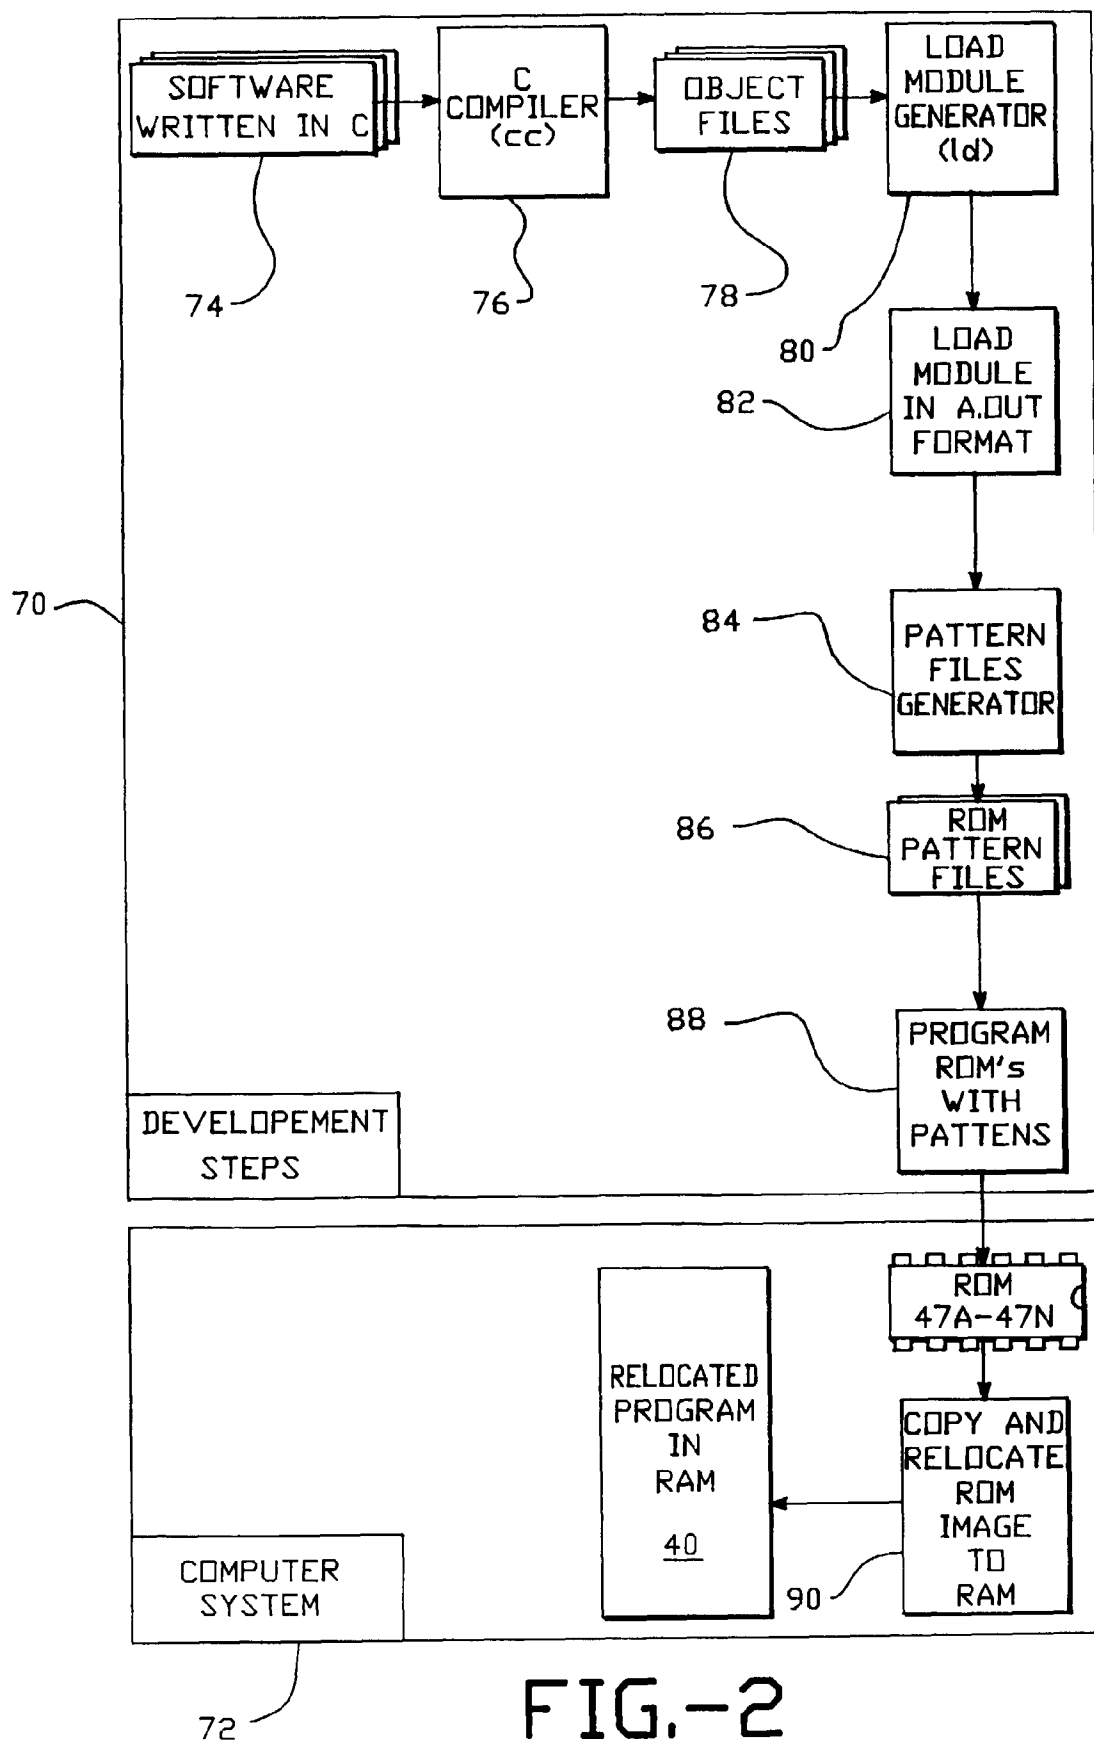 SOFTWARE
WRITTEN IN C
C
COMPILER
(cc)
OBJECT
FILES
LOAD
MODULE
GENERATOR
(ld)
74
76
78
80
LOAD
MODULE
IN A.OUT
FORMAT
82
70
84
PATTERN
FILES
GENERATOR
86
ROM
PATTERN
FILES
88
PROGRAM
ROM's
WITH
PATTENS
DEVELOPEMENT
STEPS
ROM
47A-47N
RELOCATED
PROGRAM
IN
RAM
40
COPY AND
RELOCATE
ROM
IMAGE
TO
RAM
90
COMPUTER
SYSTEM
72
FIG.-2